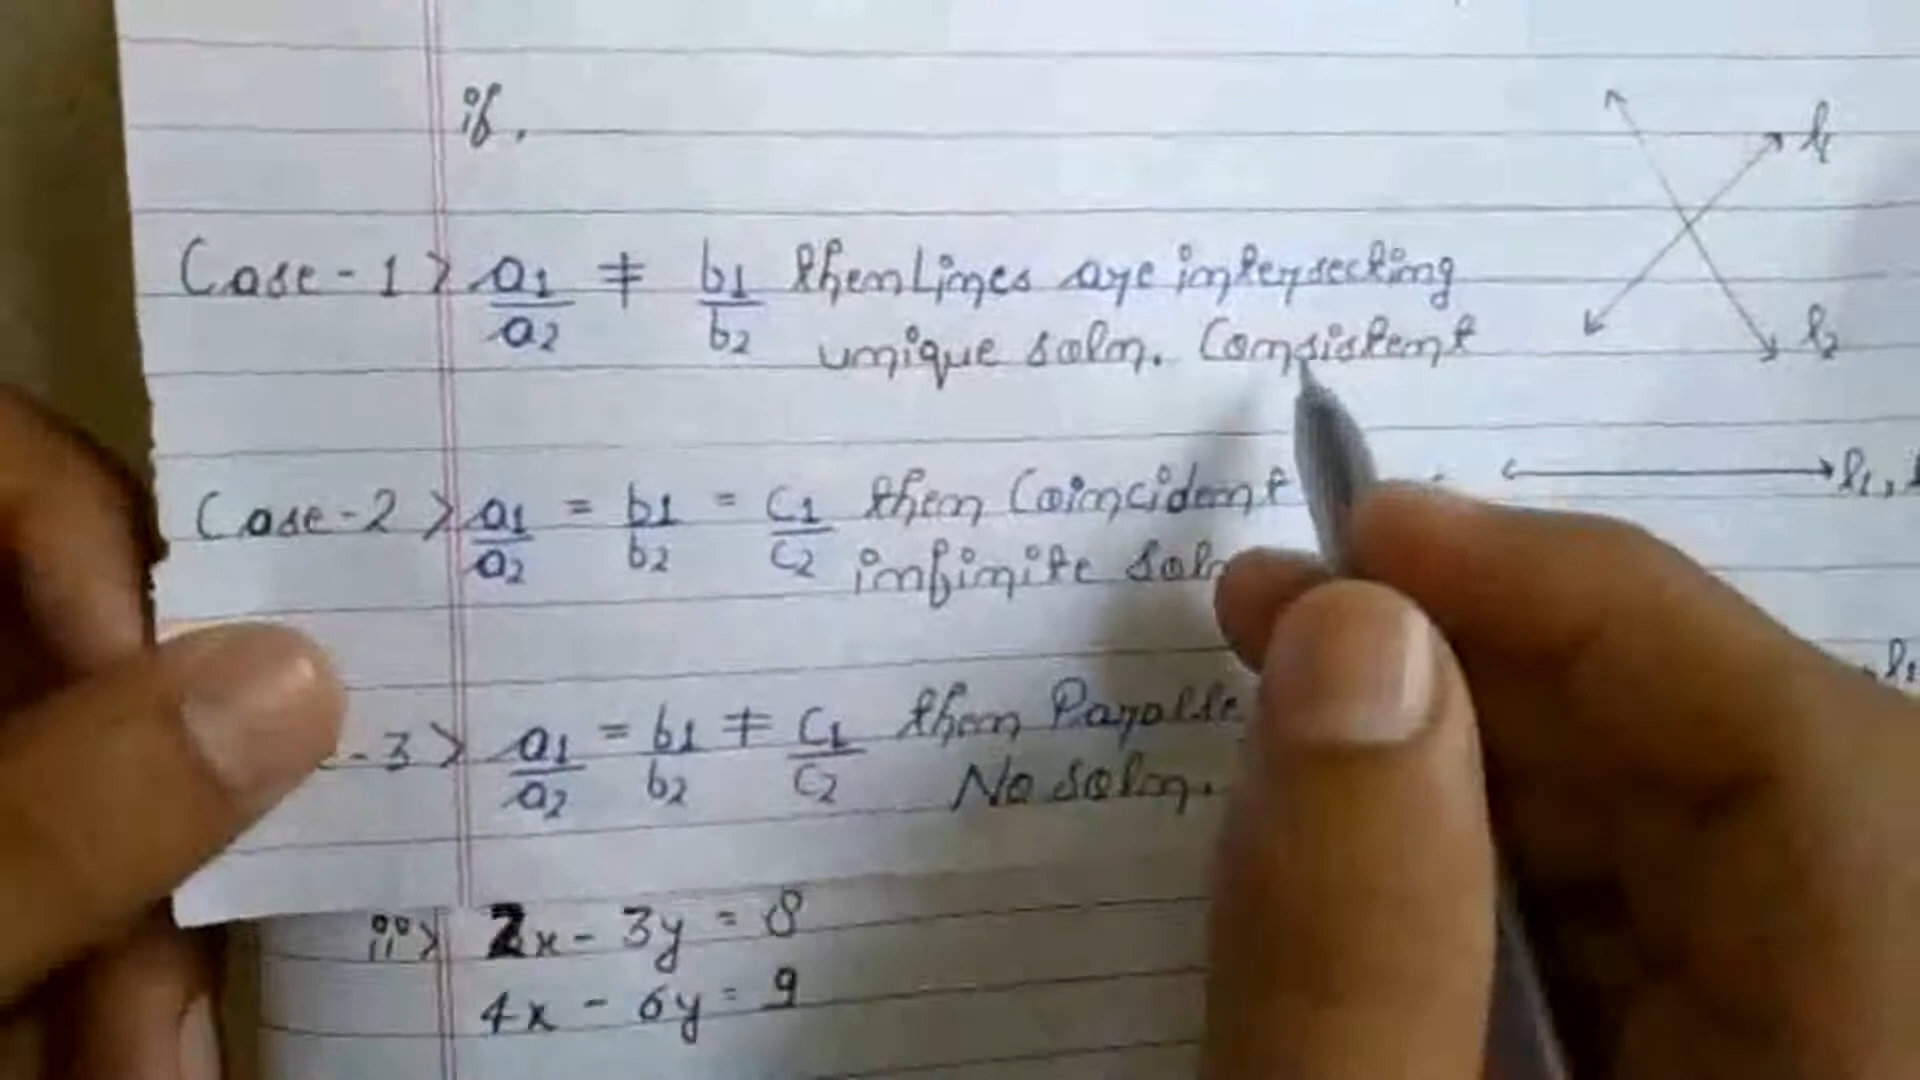 if.
l1
Case-1> a1/a2 ≠ b1/b2 then Lines are intersecting
unique soln. Consistent
l2
Case-2> a1/a2 = b1/b2 = c1/c2 then Coincident
infinite soln
l1,
-3> a1/a2 = b1/b2 ≠ c1/c2 then Paralle
No soln.
ii> 2x - 3y = 8
4x - 6y = 9